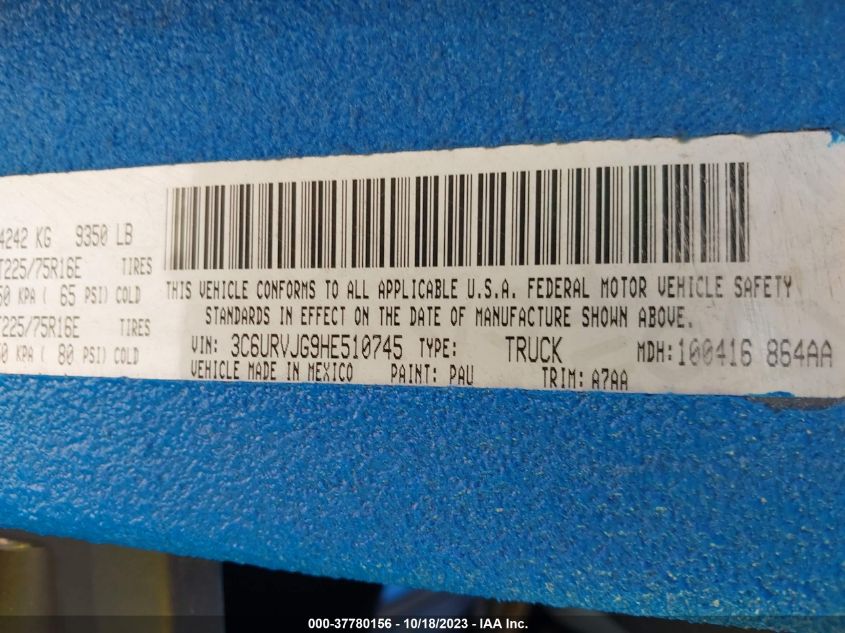 4242 KG 9350 LB
T225/75R16E TIRES
50 KPA ( 65 PSI) COLD
T225/75R16E TIRES
50 KPA ( 80 PSI) COLD
THIS VEHICLE CONFORMS TO ALL APPLICABLE U.S.A. FEDERAL MOTOR VEHICLE SAFETY
STANDARDS IN EFFECT ON THE DATE OF MANUFACTURE SHOWN ABOVE.
VIN: 3C6URVJG9HE510745 TYPE: TRUCK MDH:100416 864AA
VEHICLE MADE IN MEXICO PAINT: PAU TRIM: A7AA
000-37780156 - 10/18/2023 - IAA Inc.